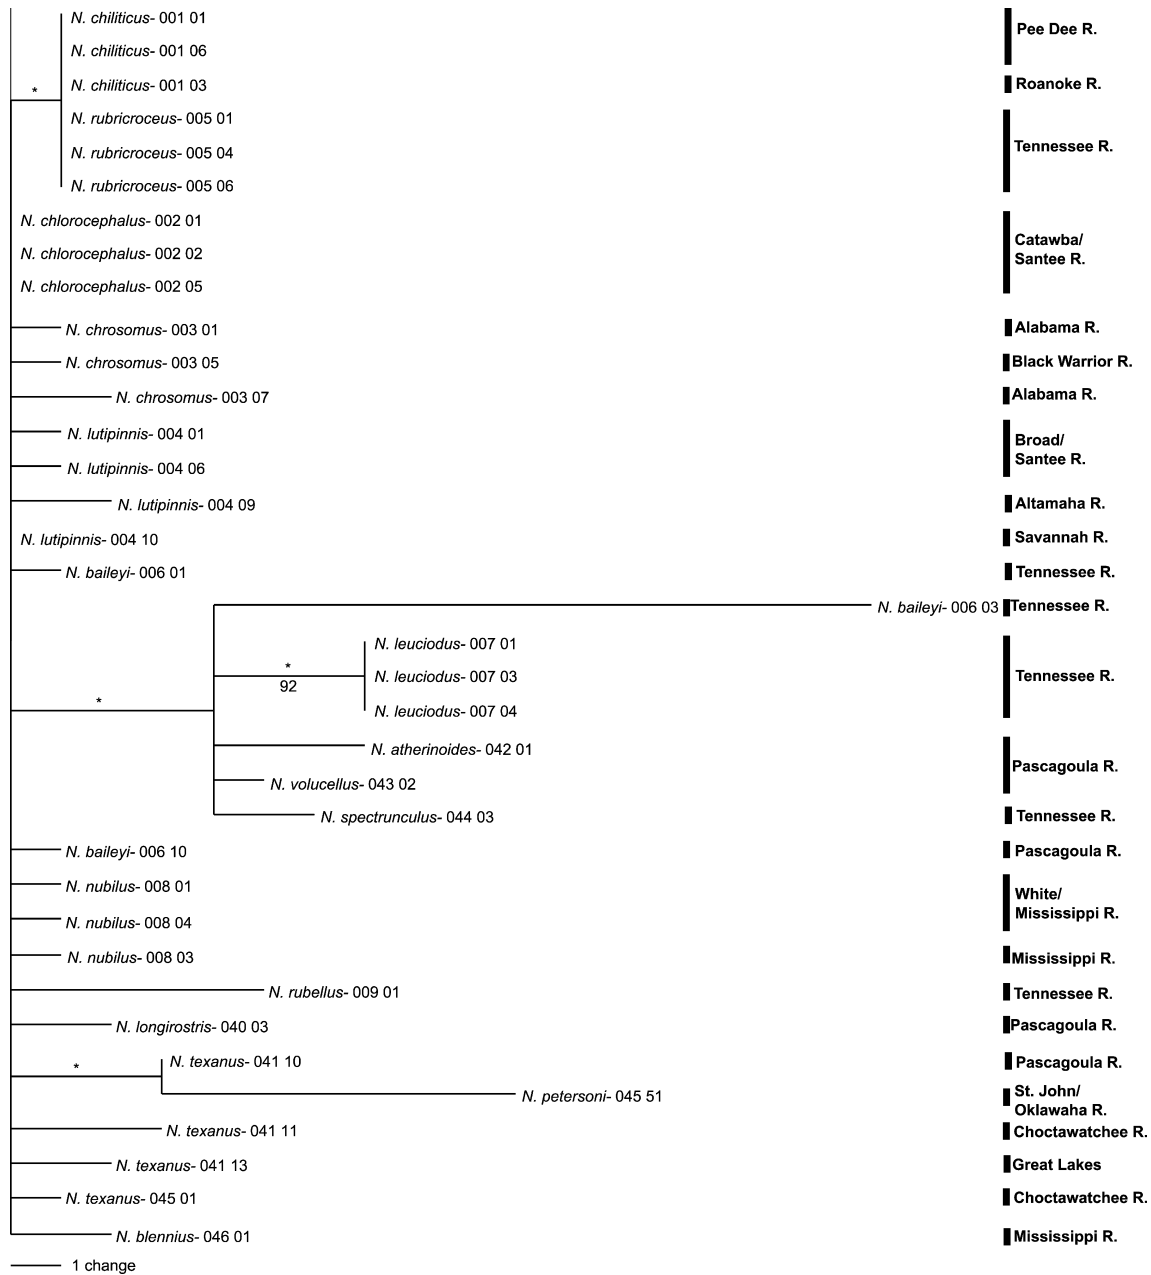 N. chiliticus- 001 01
Pee Dee R.
N. chiliticus- 001 06
N. chiliticus- 001 03
Roanoke R.
*
N. rubricroceus- 005 01
N. rubricroceus- 005 04
Tennessee R.
N. rubricroceus- 005 06
N. chlorocephalus- 002 01
N. chlorocephalus- 002 02
Catawba/
Santee R.
N. chlorocephalus- 002 05
N. chrosomus- 003 01
Alabama R.
N. chrosomus- 003 05
Black Warrior R.
N. chrosomus- 003 07
Alabama R.
N. lutipinnis- 004 01
Broad/
Santee R.
N. lutipinnis- 004 06
N. lutipinnis- 004 09
Altamaha R.
N. lutipinnis- 004 10
Savannah R.
N. baileyi- 006 01
Tennessee R.
N. baileyi- 006 03
Tennessee R.
N. leuciodus- 007 01
*
92
N. leuciodus- 007 03
Tennessee R.
*
N. leuciodus- 007 04
N. atherinoides- 042 01
Pascagoula R.
N. volucellus- 043 02
N. spectrunculus- 044 03
Tennessee R.
N. baileyi- 006 10
Pascagoula R.
N. nubilus- 008 01
White/
Mississippi R.
N. nubilus- 008 04
N. nubilus- 008 03
Mississippi R.
N. rubellus- 009 01
Tennessee R.
N. longirostris- 040 03
Pascagoula R.
*
N. texanus- 041 10
Pascagoula R.
N. petersoni- 045 51
St. John/
Oklawaha R.
N. texanus- 041 11
Choctawatchee R.
N. texanus- 041 13
Great Lakes
N. texanus- 045 01
Choctawatchee R.
N. blennius- 046 01
Mississippi R.
1 change